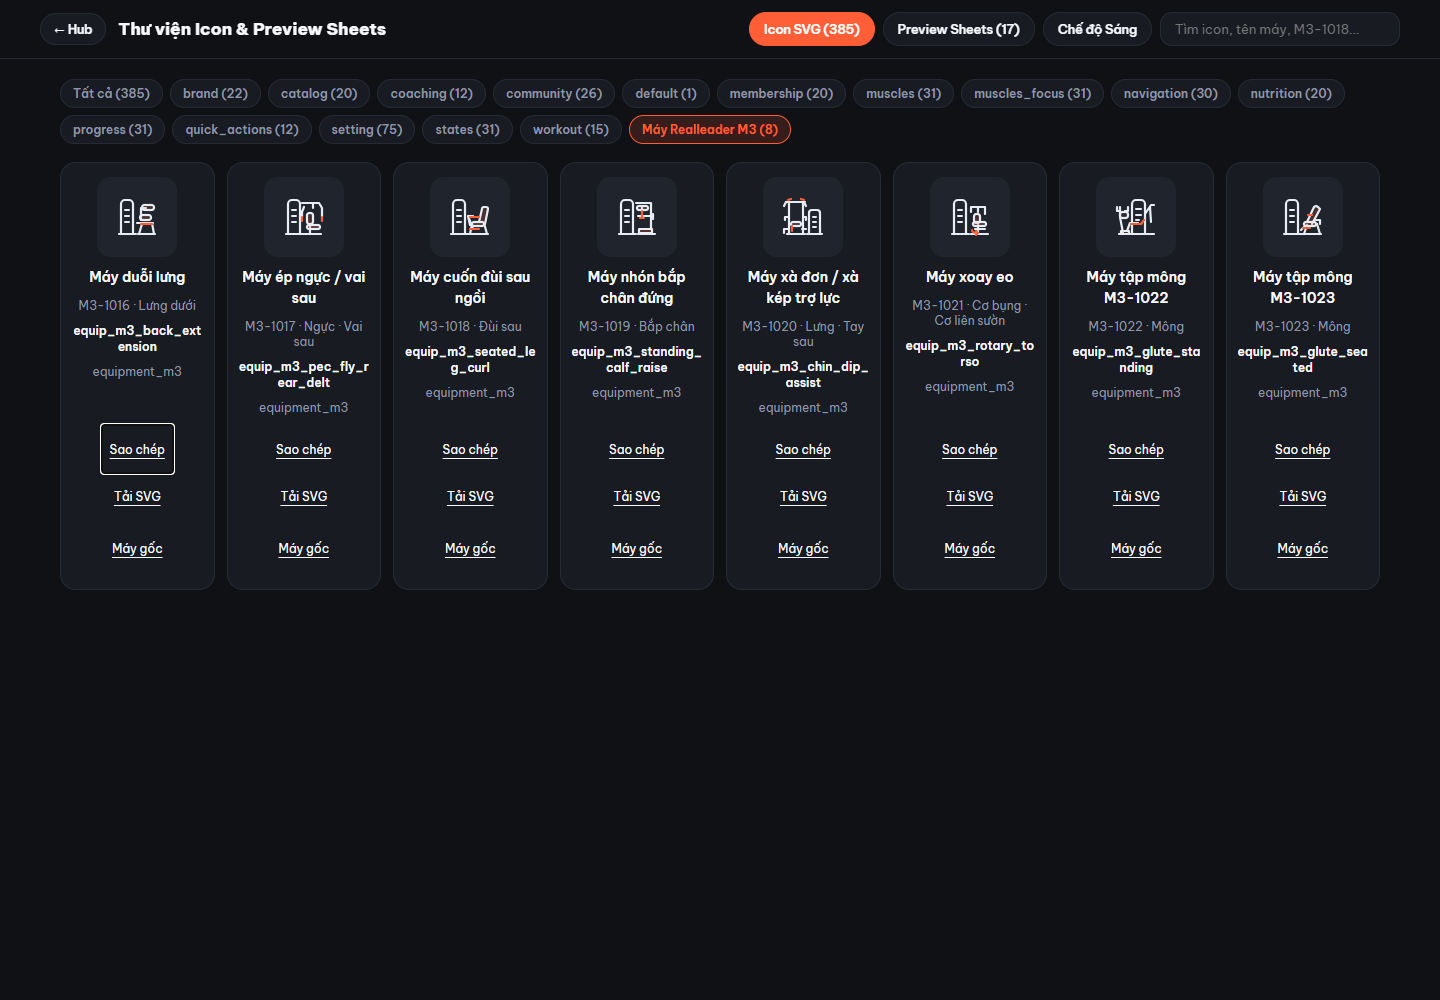 ← Hub
Thư viện Icon & Preview Sheets
Icon SVG (385)
Preview Sheets (17)
Chế độ Sáng
Tìm icon, tên máy, M3-1018...
Tất cả (385)
brand (22)
catalog (20)
coaching (12)
community (26)
default (1)
membership (20)
muscles (31)
muscles_focus (31)
navigation (30)
nutrition (20)
progress (31)
quick_actions (12)
setting (75)
states (31)
workout (15)
Máy Realleader M3 (8)
Máy duỗi lưng
M3-1016 · Lưng dưới
equip_m3_back_ext
ension
equipment_m3
Sao chép
Tải SVG
Máy gốc
Máy ép ngực / vai
sau
M3-1017 · Ngực · Vai
sau
equip_m3_pec_fly_r
ear_delt
equipment_m3
Sao chép
Tải SVG
Máy gốc
Máy cuốn đùi sau
ngồi
M3-1018 · Đùi sau
equip_m3_seated_le
g_curl
equipment_m3
Sao chép
Tải SVG
Máy gốc
Máy nhón bắp
chân đứng
M3-1019 · Bắp chân
equip_m3_standing_
calf_raise
equipment_m3
Sao chép
Tải SVG
Máy gốc
Máy xà đơn / xà
kép trợ lực
M3-1020 · Lưng · Tay
sau
equip_m3_chin_dip_
assist
equipment_m3
Sao chép
Tải SVG
Máy gốc
Máy xoay eo
M3-1021 · Cơ bụng ·
Cơ liên sườn
equip_m3_rotary_to
rso
equipment_m3
Sao chép
Tải SVG
Máy gốc
Máy tập mông
M3-1022
M3-1022 · Mông
equip_m3_glute_sta
nding
equipment_m3
Sao chép
Tải SVG
Máy gốc
Máy tập mông
M3-1023
M3-1023 · Mông
equip_m3_glute_sea
ted
equipment_m3
Sao chép
Tải SVG
Máy gốc